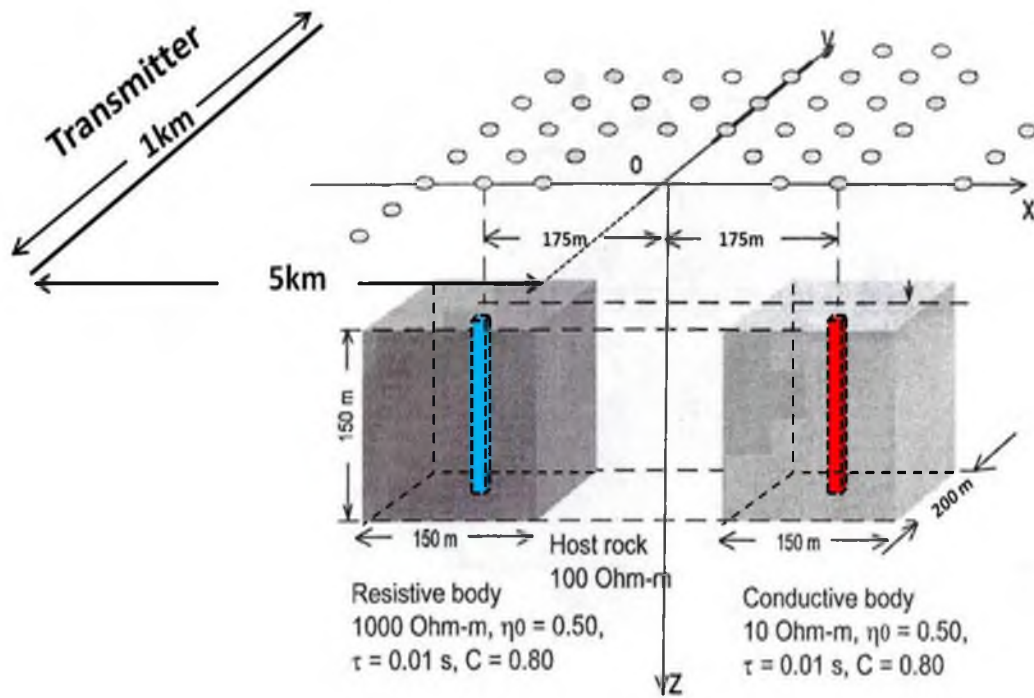 Transmitter
1km
y
0
X
175m
175m
5km
150 m
150 m
150 m
200 m
Host rock
100 Ohm-m
Resistive body
1000 Ohm-m, η0 = 0.50,
τ = 0.01 s, C = 0.80
Conductive body
10 Ohm-m, η0 = 0.50,
τ = 0.01 s, C = 0.80
Z